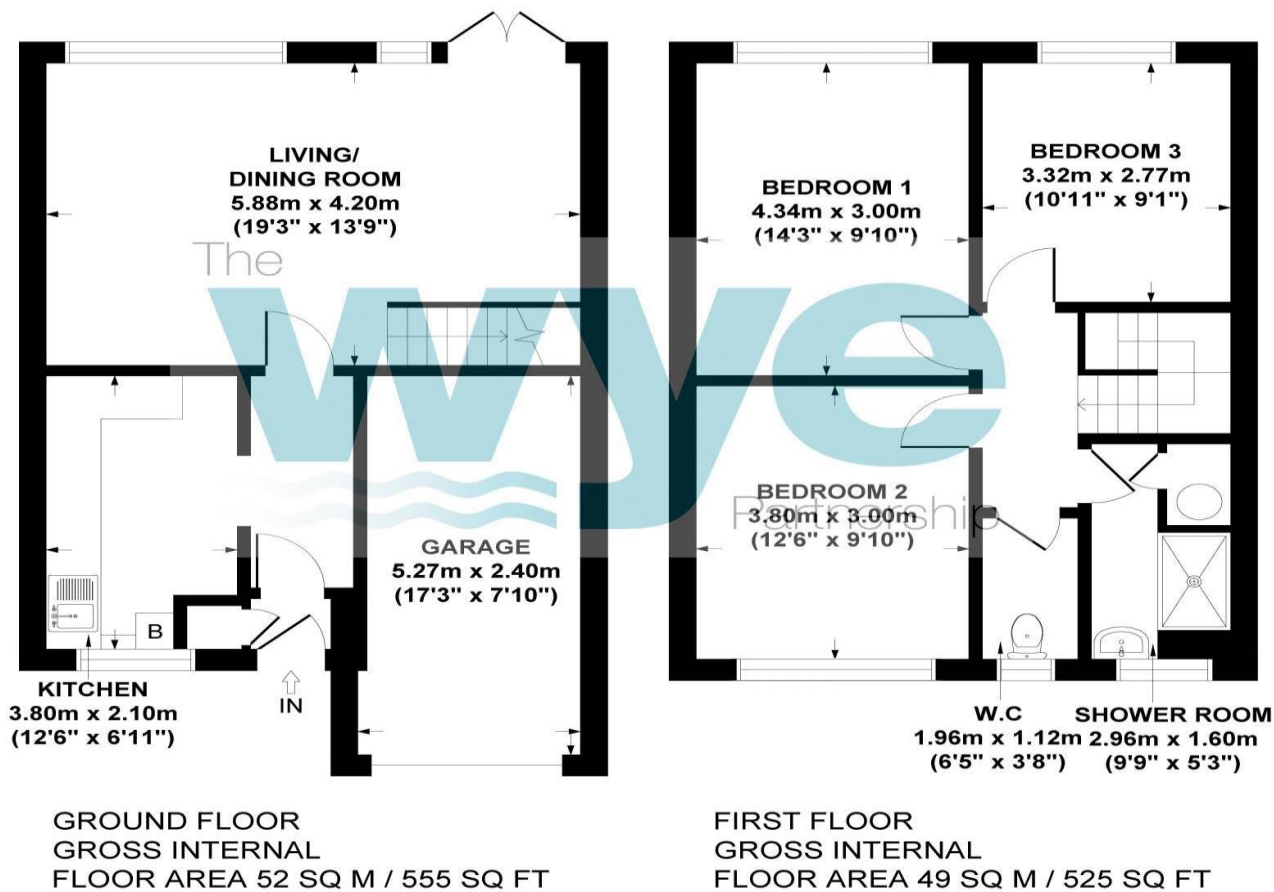 LIVING/
DINING ROOM
5.88m x 4.20m
(19'3" x 13'9")
BEDROOM 1
4.34m x 3.00m
(14'3" x 9'10")
BEDROOM 3
3.32m x 2.77m
(10'11" x 9'1")
The
wye
Partnership
BEDROOM 2
3.80m x 3.00m
(12'6" x 9'10")
GARAGE
5.27m x 2.40m
(17'3" x 7'10")
B
KITCHEN
3.80m x 2.10m
(12'6" x 6'11")
IN
W.C
1.96m x 1.12m
(6'5" x 3'8")
SHOWER ROOM
2.96m x 1.60m
(9'9" x 5'3")
GROUND FLOOR
GROSS INTERNAL
FLOOR AREA 52 SQ M / 555 SQ FT
FIRST FLOOR
GROSS INTERNAL
FLOOR AREA 49 SQ M / 525 SQ FT